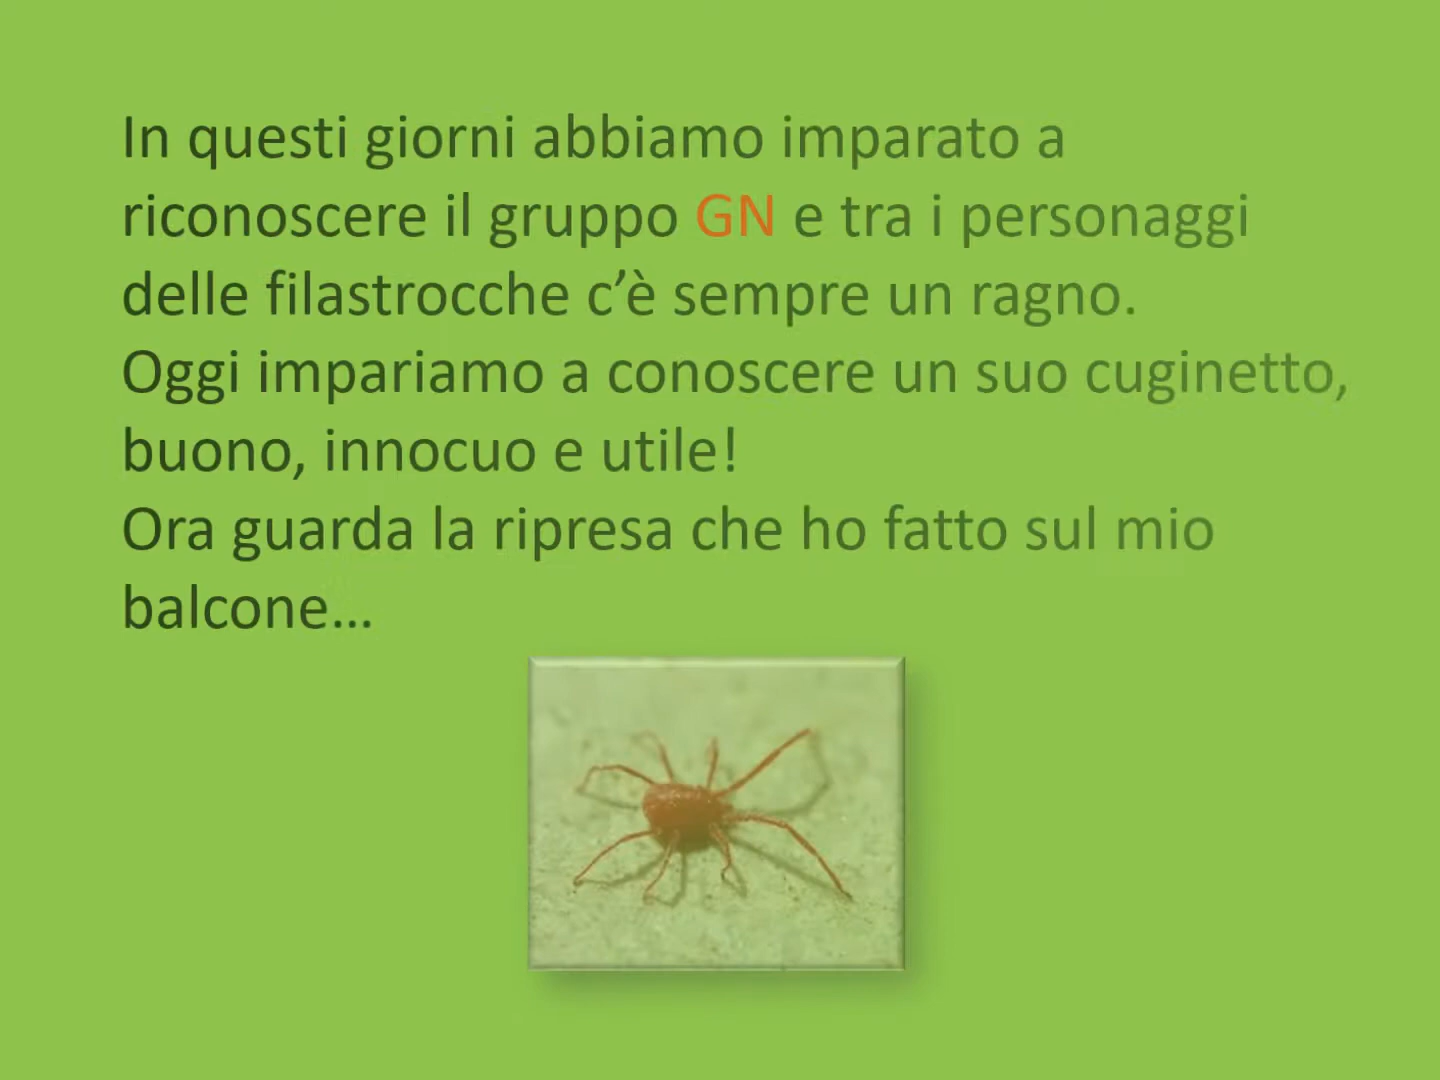 In questi giorni abbiamo imparato a
riconoscere il gruppo GN e tra i personaggi
delle filastrocche c’è sempre un ragno.
Oggi impariamo a conoscere un suo cuginetto,
buono, innocuo e utile!
Ora guarda la ripresa che ho fatto sul mio
balcone…